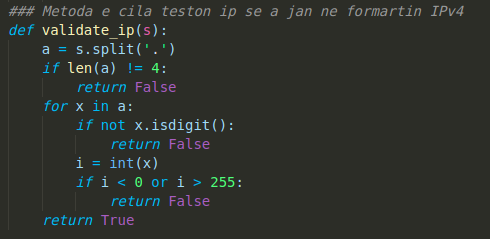 ### Metoda e cila teston ip se a jan ne formartin IPv4
def validate_ip(s):
    a = s.split('.')
    if len(a) != 4:
        return False
    for x in a:
        if not x.isdigit():
            return False
        i = int(x)
        if i < 0 or i > 255:
            return False
    return True